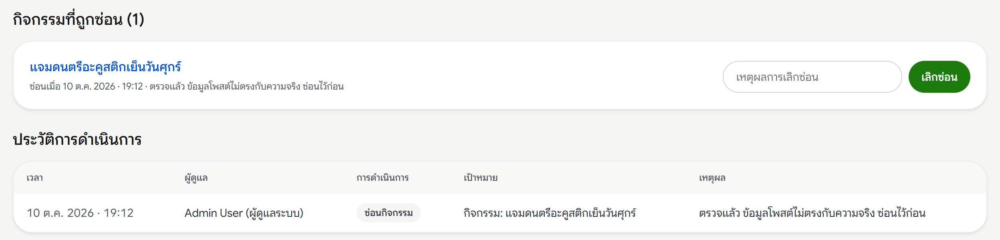 กิจกรรมที่ถูกซ่อน (1)
แจมดนตรีอะคูสติกเย็นวันศุกร์
ซ่อนเมื่อ 10 ต.ค. 2026 · 19:12 · ตรวจแล้ว ข้อมูลโพสต์ไม่ตรงกับความจริง ซ่อนไว้ก่อน
เหตุผลการเลิกซ่อน
เลิกซ่อน
ประวัติการดำเนินการ
เวลา ผู้ดูแล การดำเนินการ เป้าหมาย เหตุผล
10 ต.ค. 2026 · 19:12 Admin User (ผู้ดูแลระบบ) ซ่อนกิจกรรม กิจกรรม: แจมดนตรีอะคูสติกเย็นวันศุกร์ ตรวจแล้ว ข้อมูลโพสต์ไม่ตรงกับความจริง ซ่อนไว้ก่อน